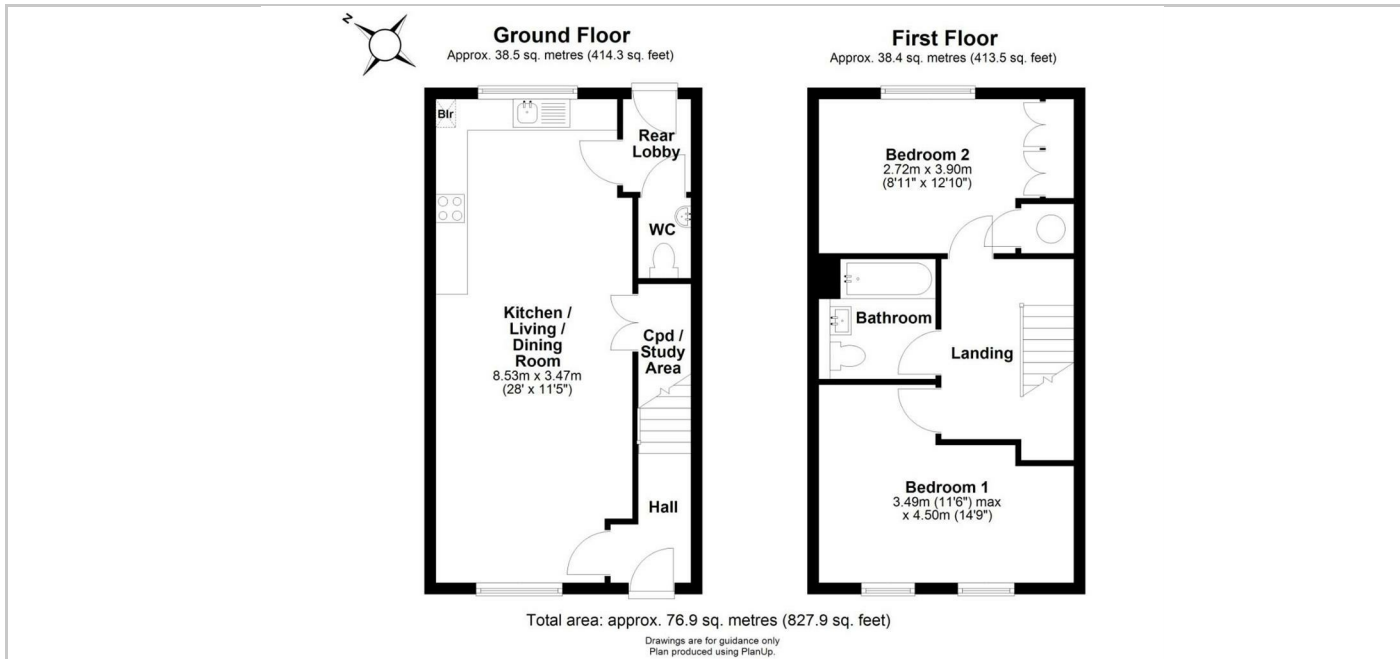 N
Ground Floor
Approx. 38.5 sq. metres (414.3 sq. feet)
Blr
Rear
Lobby
WC
Kitchen /
Living /
Dining
Room
8.53m x 3.47m
(28' x 11'5")
Cpd /
Study
Area
Hall
First Floor
Approx. 38.4 sq. metres (413.5 sq. feet)
Bedroom 2
2.72m x 3.90m
(8'11" x 12'10")
Bathroom
Landing
Bedroom 1
3.49m (11'6") max
x 4.50m (14'9")
Total area: approx. 76.9 sq. metres (827.9 sq. feet)
Drawings are for guidance only
Plan produced using PlanUp.